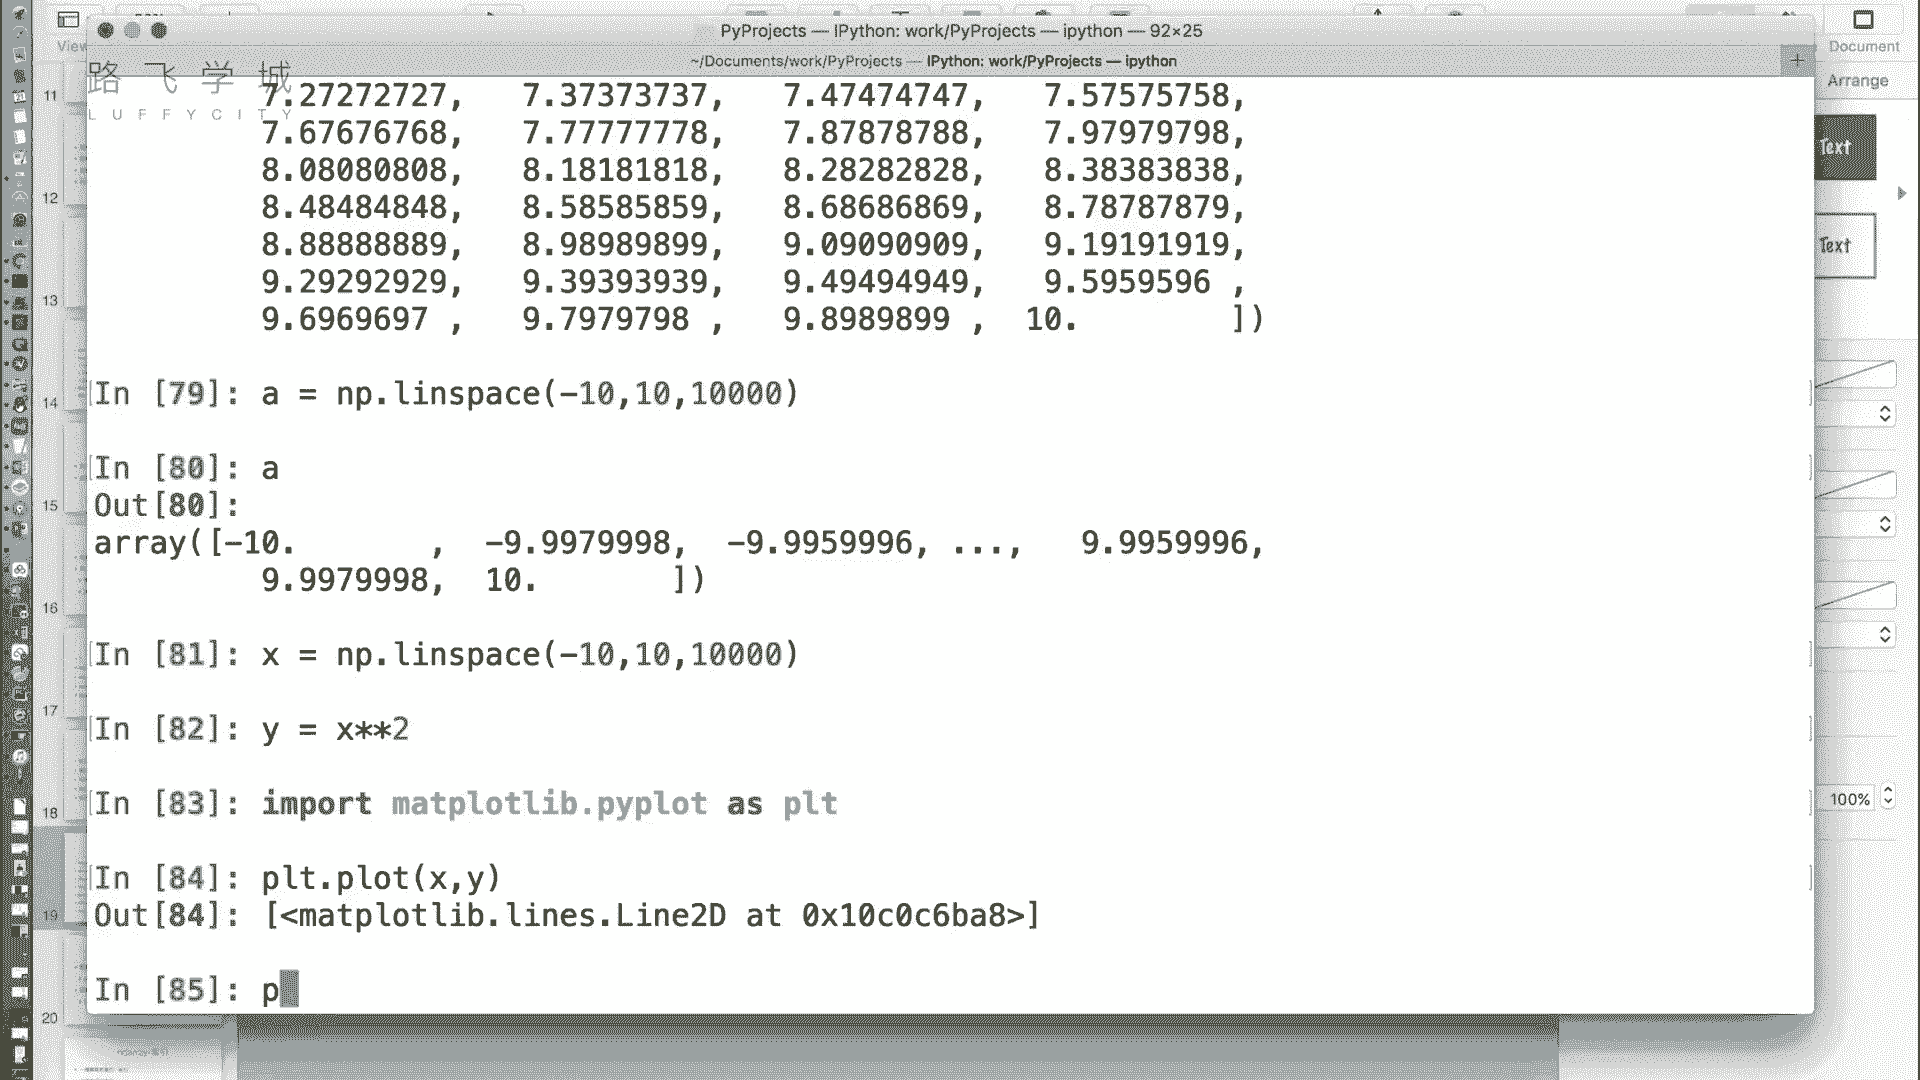 PyProjects — IPython: work/PyProjects — ipython — 92×25
View
Document
~/Documents/work/PyProjects — IPython: work/PyProjects — ipython
+
Arrange
路飞学城
LUFFYCITY
7.27272727, 7.37373737, 7.47474747, 7.57575758,
7.67676768, 7.77777778, 7.87878788, 7.97979798,
8.08080808, 8.18181818, 8.28282828, 8.38383838,
8.48484848, 8.58585859, 8.68686869, 8.78787879,
8.88888889, 8.98989899, 9.09090909, 9.19191919,
9.29292929, 9.39393939, 9.49494949, 9.5959596 ,
9.6969697 , 9.7979798 , 9.8989899 , 10. ])
In [79]: a = np.linspace(-10,10,10000)
In [80]: a
Out[80]:
array([-10. , -9.9979998, -9.9959996, ..., 9.9959996,
9.9979998, 10. ])
In [81]: x = np.linspace(-10,10,10000)
In [82]: y = x**2
In [83]: import matplotlib.pyplot as plt
In [84]: plt.plot(x,y)
Out[84]: [<matplotlib.lines.Line2D at 0x10c0c6ba8>]
In [85]: p
11
12
13
14
15
16
17
18
19
20
Text
Text
100%